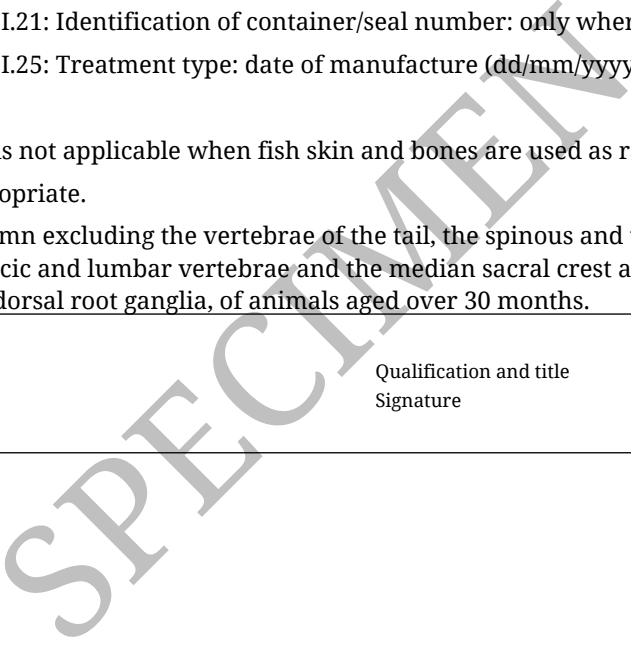 I.21: Identification of container/seal number: only when
I.25: Treatment type: date of manufacture (dd/mm/yyyy
s not applicable when fish skin and bones are used as r
opriate.
mn excluding the vertebrae of the tail, the spinous and
cic and lumbar vertebrae and the median sacral crest a
dorsal root ganglia, of animals aged over 30 months.
Qualification and title
Signature
SPECIMEN